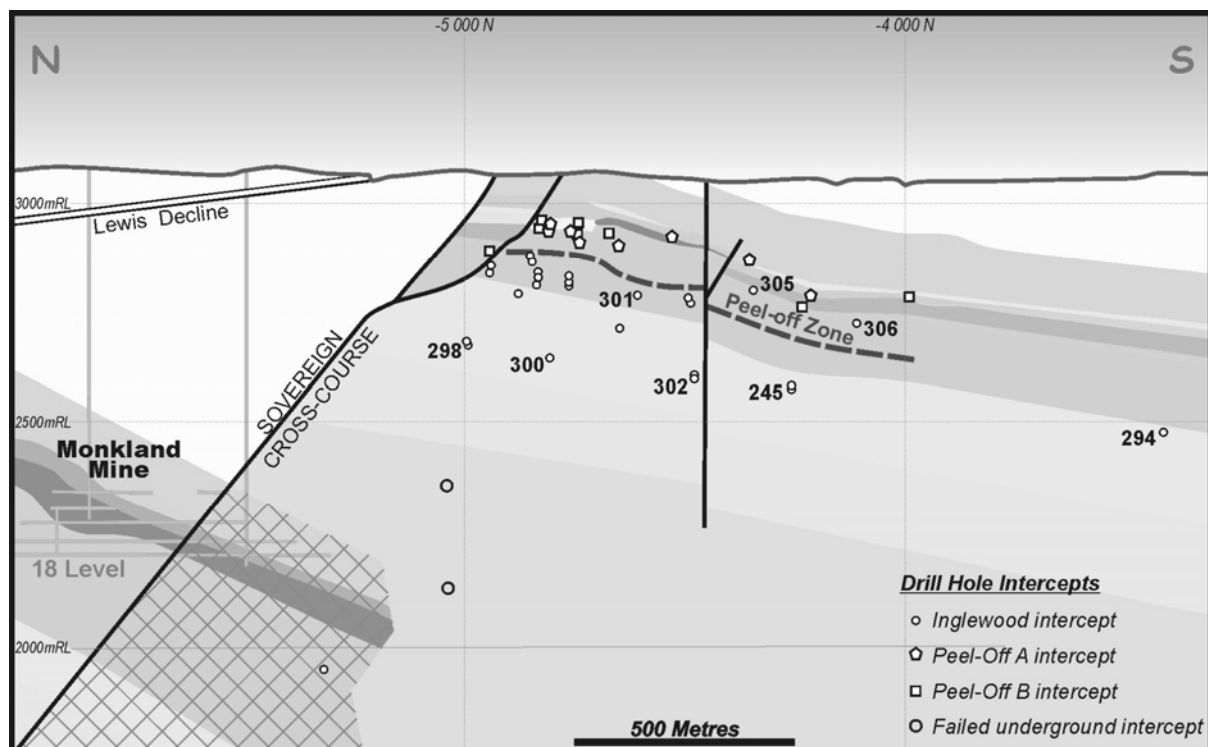 -5 000 N
-4 000 N
N
S
3000mRL
Lewis Decline
305
301
Peel-off Zone
306
298
300
SOVEREIGN
CROSS-COURSE
302
245
2500mRL
294
Monkland
Mine
18 Level
2000mRL
Drill Hole Intercepts
Inglewood intercept
Peel-Off A intercept
Peel-Off B intercept
Failed underground intercept
500 Metres